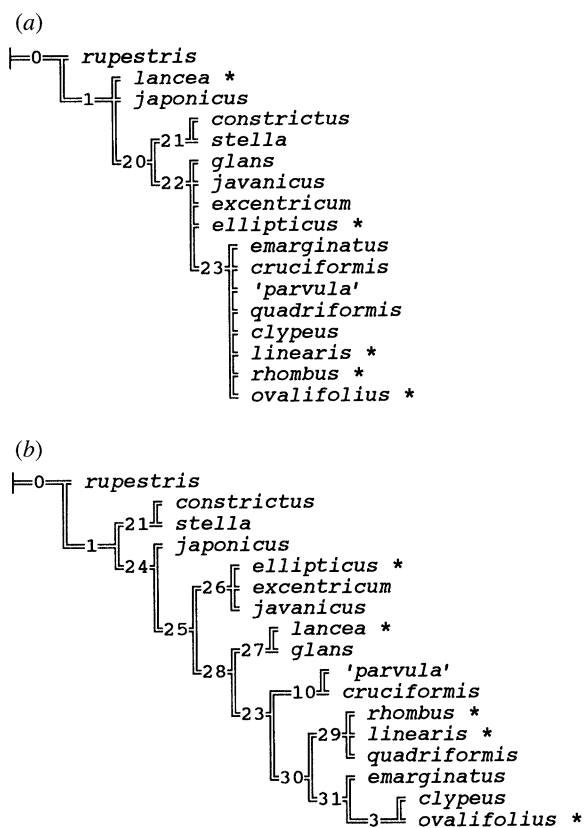 (a)
0 rupestris
lancea *
1 japonicus
constrictus
21 stella
20 glans
22 javanicus
excentricum
ellipticus *
emarginatus
23 cruciformis
'parvula'
quadriformis
clypeus
linearis *
rhombus *
ovalifolius *
(b)
0 rupestris
constrictus
21 stella
1 japonicus
24 ellipticus *
26 excentricum
javanicus
25 lancea *
27 glans
28 'parvula'
10 cruciformis
23 rhombus *
29 linearis *
quadriformis
30 emarginatus
31 clypeus
3 ovalifolius *